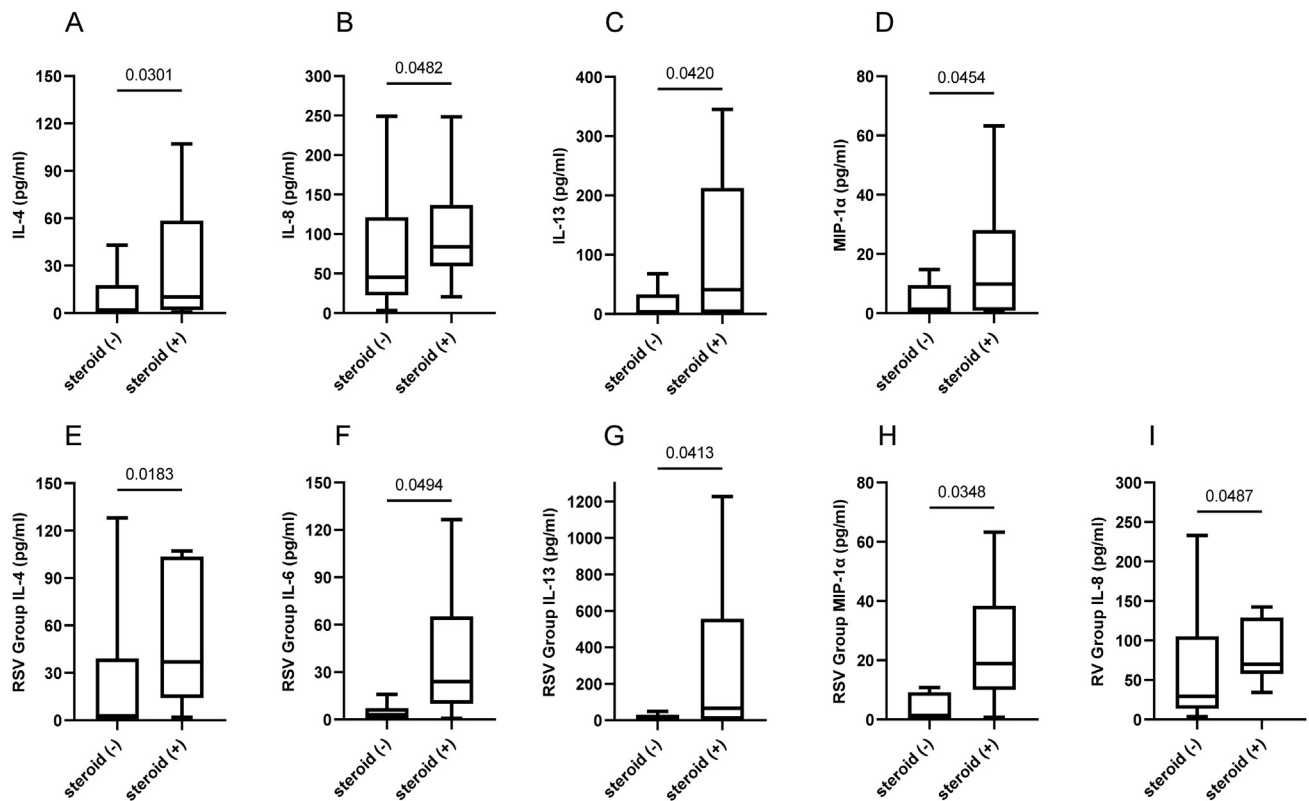 A
0.0301
IL-4 (pg/ml)
150
120
90
60
30
0
steroid (-)
steroid (+)
B
0.0482
IL-8 (pg/ml)
300
250
200
150
100
50
0
steroid (-)
steroid (+)
C
0.0420
IL-13 (pg/ml)
400
300
200
100
0
steroid (-)
steroid (+)
D
0.0454
MIP-1α (pg/ml)
80
60
40
20
0
steroid (-)
steroid (+)
E
0.0183
RSV Group IL-4 (pg/ml)
150
120
90
60
30
0
steroid (-)
steroid (+)
F
0.0494
RSV Group IL-6 (pg/ml)
150
120
90
60
30
0
steroid (-)
steroid (+)
G
0.0413
RSV Group IL-13 (pg/ml)
1200
1000
800
600
400
200
0
steroid (-)
steroid (+)
H
0.0348
RSV Group MIP-1α (pg/ml)
80
60
40
20
0
steroid (-)
steroid (+)
I
0.0487
RV Group IL-8 (pg/ml)
300
250
200
150
100
50
0
steroid (-)
steroid (+)